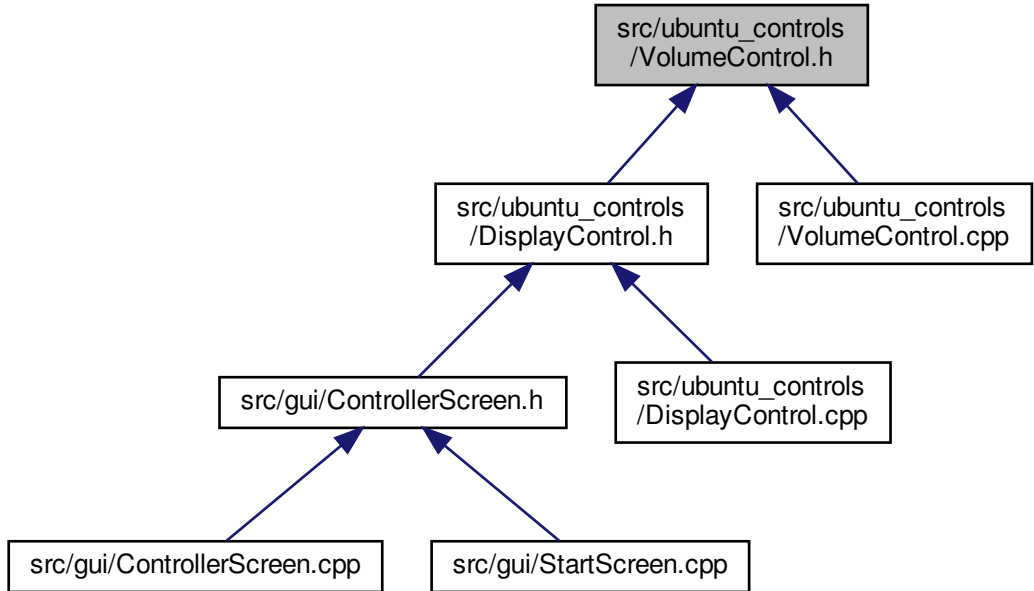 src/ubuntu_controls
/VolumeControl.h
src/ubuntu_controls
/DisplayControl.h
src/ubuntu_controls
/VolumeControl.cpp
src/gui/ControllerScreen.h
src/ubuntu_controls
/DisplayControl.cpp
src/gui/ControllerScreen.cpp
src/gui/StartScreen.cpp